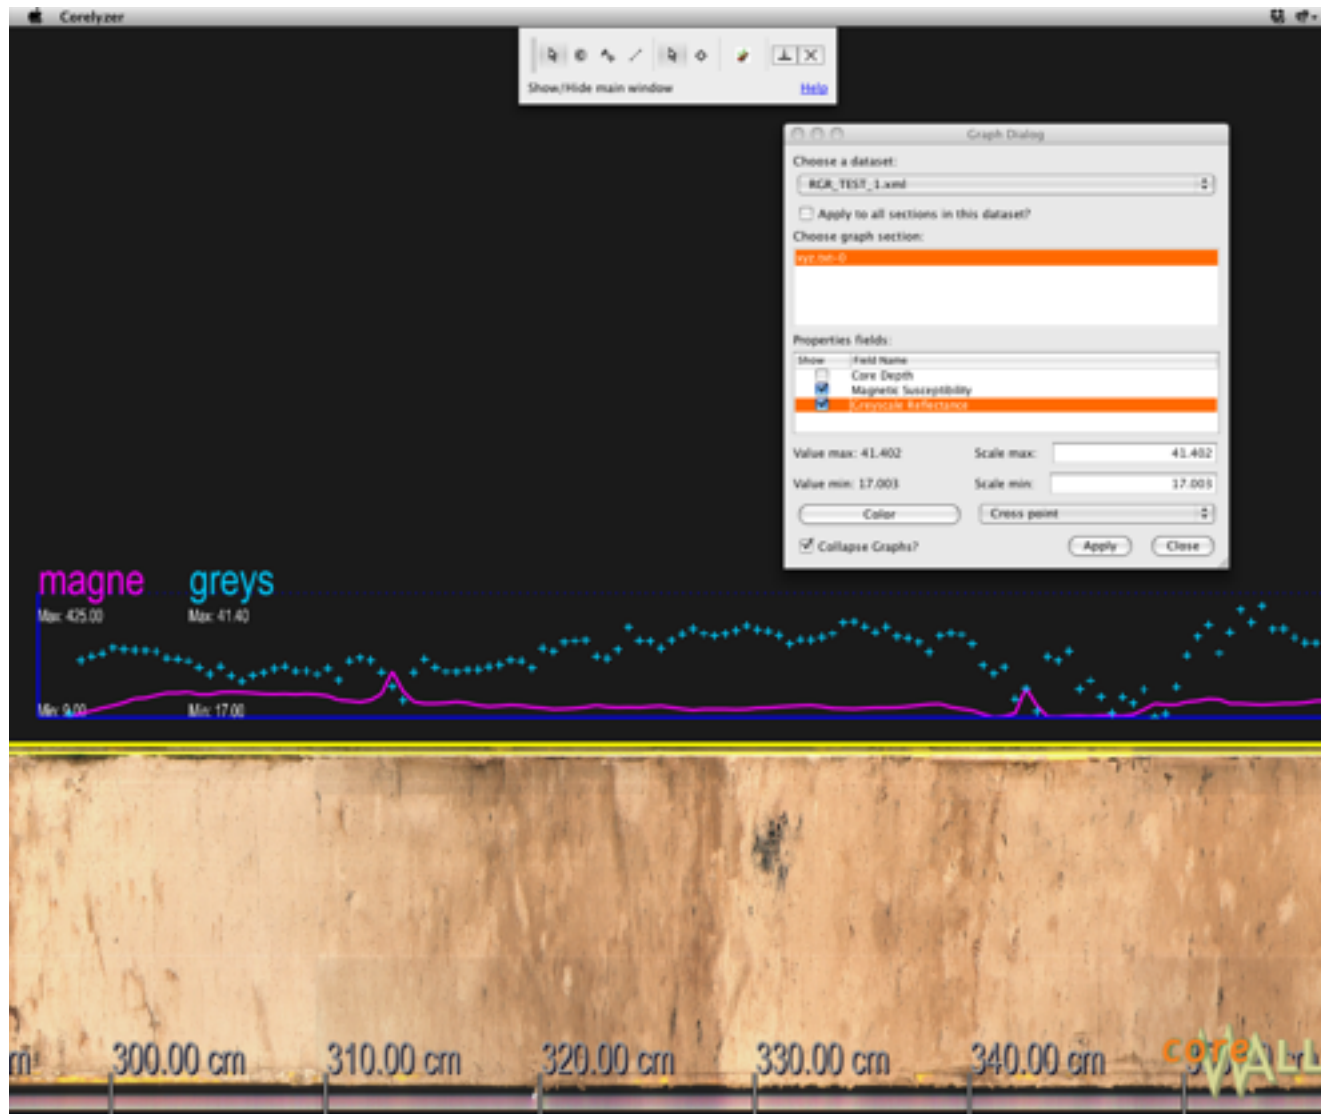 Corelyzer
Show/Hide main window
Help
Graph Dialog
Choose a dataset:
RGR_TEST_1.xml
Apply to all sections in this dataset?
Choose graph section:
xyz.txt-0
Properties fields:
Show Field Name
Core Depth
Magnetic Susceptibility
Greyscale Reflectance
Value max: 41.402 Scale max: 41.402
Value min: 17.003 Scale min: 17.003
Color Cross point
Collapse Graphs? Apply Close
magne greys
Max: 425.00 Max: 41.40
Min: 9.00 Min: 17.00
300.00 cm 310.00 cm 320.00 cm 330.00 cm 340.00 cm
coreWALL